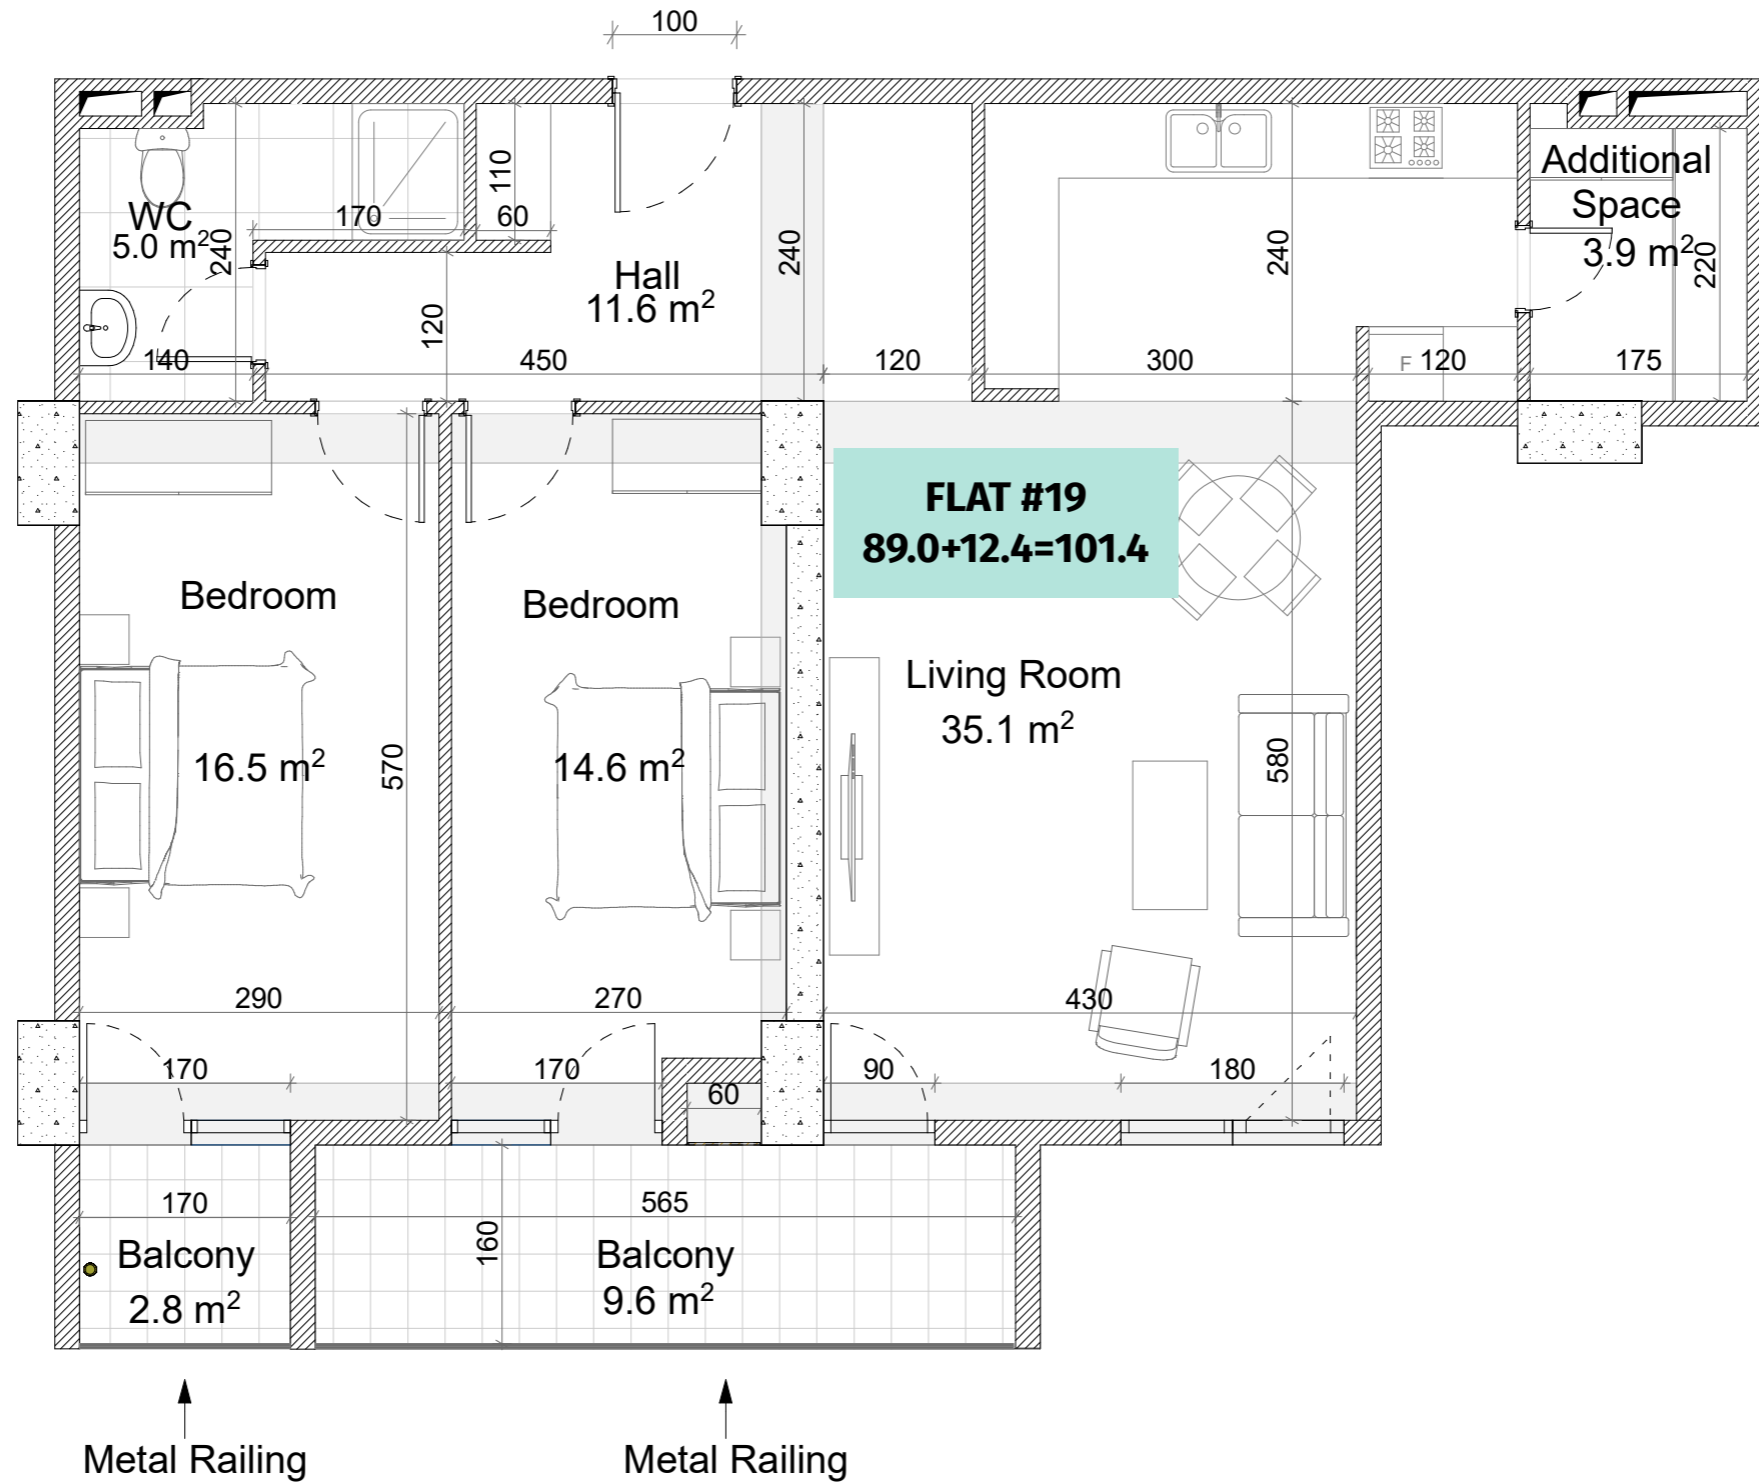 100
WC
5.0 m²
240
170
110
60
Hall
11.6 m²
120
240
240
Additional
Space
3.9 m²
220
140
450
120
300
F
120
175
FLAT #19
89.0+12.4=101.4
Bedroom
16.5 m²
570
Bedroom
14.6 m²
Living Room
35.1 m²
580
290
270
430
170
170
60
90
180
170
Balcony
2.8 m²
160
565
Balcony
9.6 m²
Metal Railing
Metal Railing